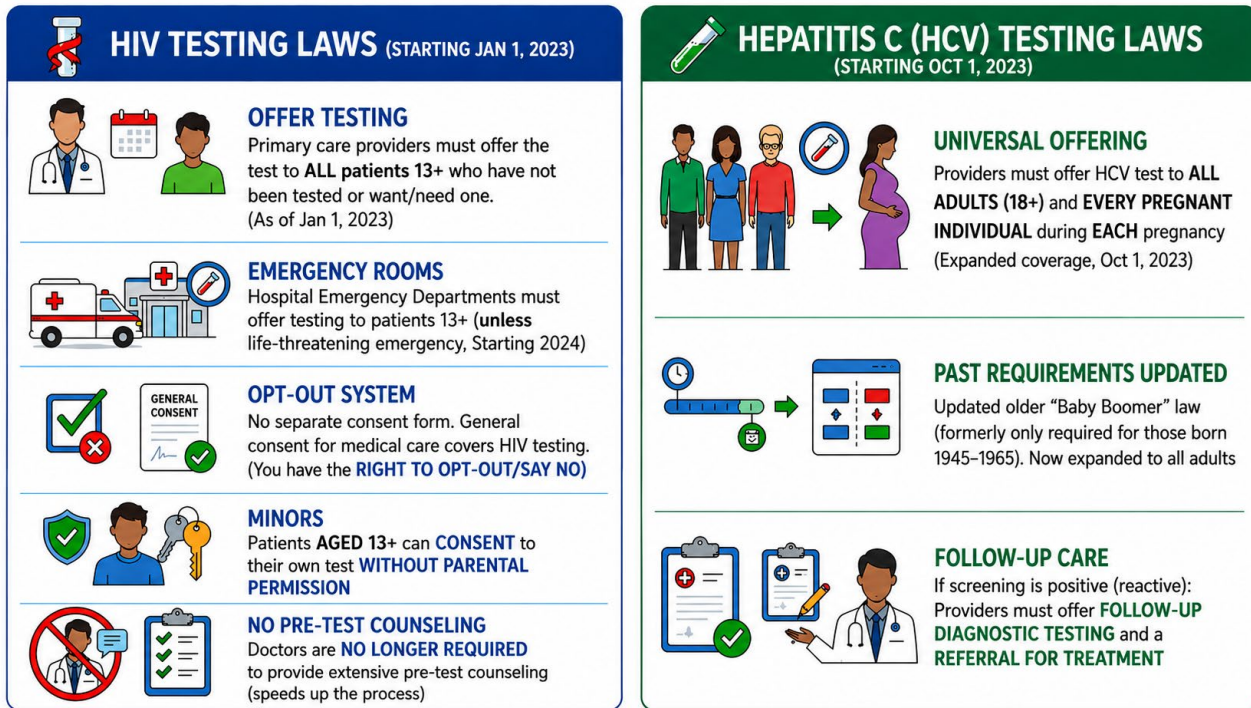 HIV TESTING LAWS (STARTING JAN 1, 2023)
OFFER TESTING
Primary care providers must offer the
test to ALL patients 13+ who have not
been tested or want/need one.
(As of Jan 1, 2023)
EMERGENCY ROOMS
Hospital Emergency Departments must
offer testing to patients 13+ (unless
life-threatening emergency, Starting 2024)
GENERAL
CONSENT
OPT-OUT SYSTEM
No separate consent form. General
consent for medical care covers HIV testing.
(You have the RIGHT TO OPT-OUT/SAY NO)
MINORS
Patients AGED 13+ can CONSENT to
their own test WITHOUT PARENTAL
PERMISSION
NO PRE-TEST COUNSELING
Doctors are NO LONGER REQUIRED
to provide extensive pre-test counseling
(speeds up the process)
HEPATITIS C (HCV) TESTING LAWS
(STARTING OCT 1, 2023)
UNIVERSAL OFFERING
Providers must offer HCV test to ALL
ADULTS (18+) and EVERY PREGNANT
INDIVIDUAL during EACH pregnancy
(Expanded coverage, Oct 1, 2023)
PAST REQUIREMENTS UPDATED
Updated older “Baby Boomer” law
(formerly only required for those born
1945–1965). Now expanded to all adults
FOLLOW-UP CARE
If screening is positive (reactive):
Providers must offer FOLLOW-UP
DIAGNOSTIC TESTING and a
REFERRAL FOR TREATMENT